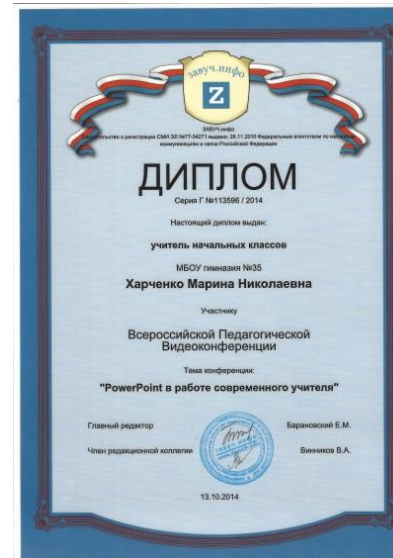 завуч.инфо
Z
ЗАВУЧ.инфо
Свидетельство о регистрации СМИ ЭЛ №77-34271 выдано: 26.11.2010 Федеральным агентством по
коммуникациям и связи Российской Федерации
ДИПЛОМ
Серия Г №113596 / 2014
Настоящий диплом выдан:
учитель начальных классов
МБОУ гимназия №35
Харченко Марина Николаевна
Участнику
Всероссийской Педагогической
Видеоконференции
Тема конференции:
"PowerPoint в работе современного учителя"
Главный редактор Барановский Е.М.
Член редакционной коллегии Винников В.А.
13.10.2014